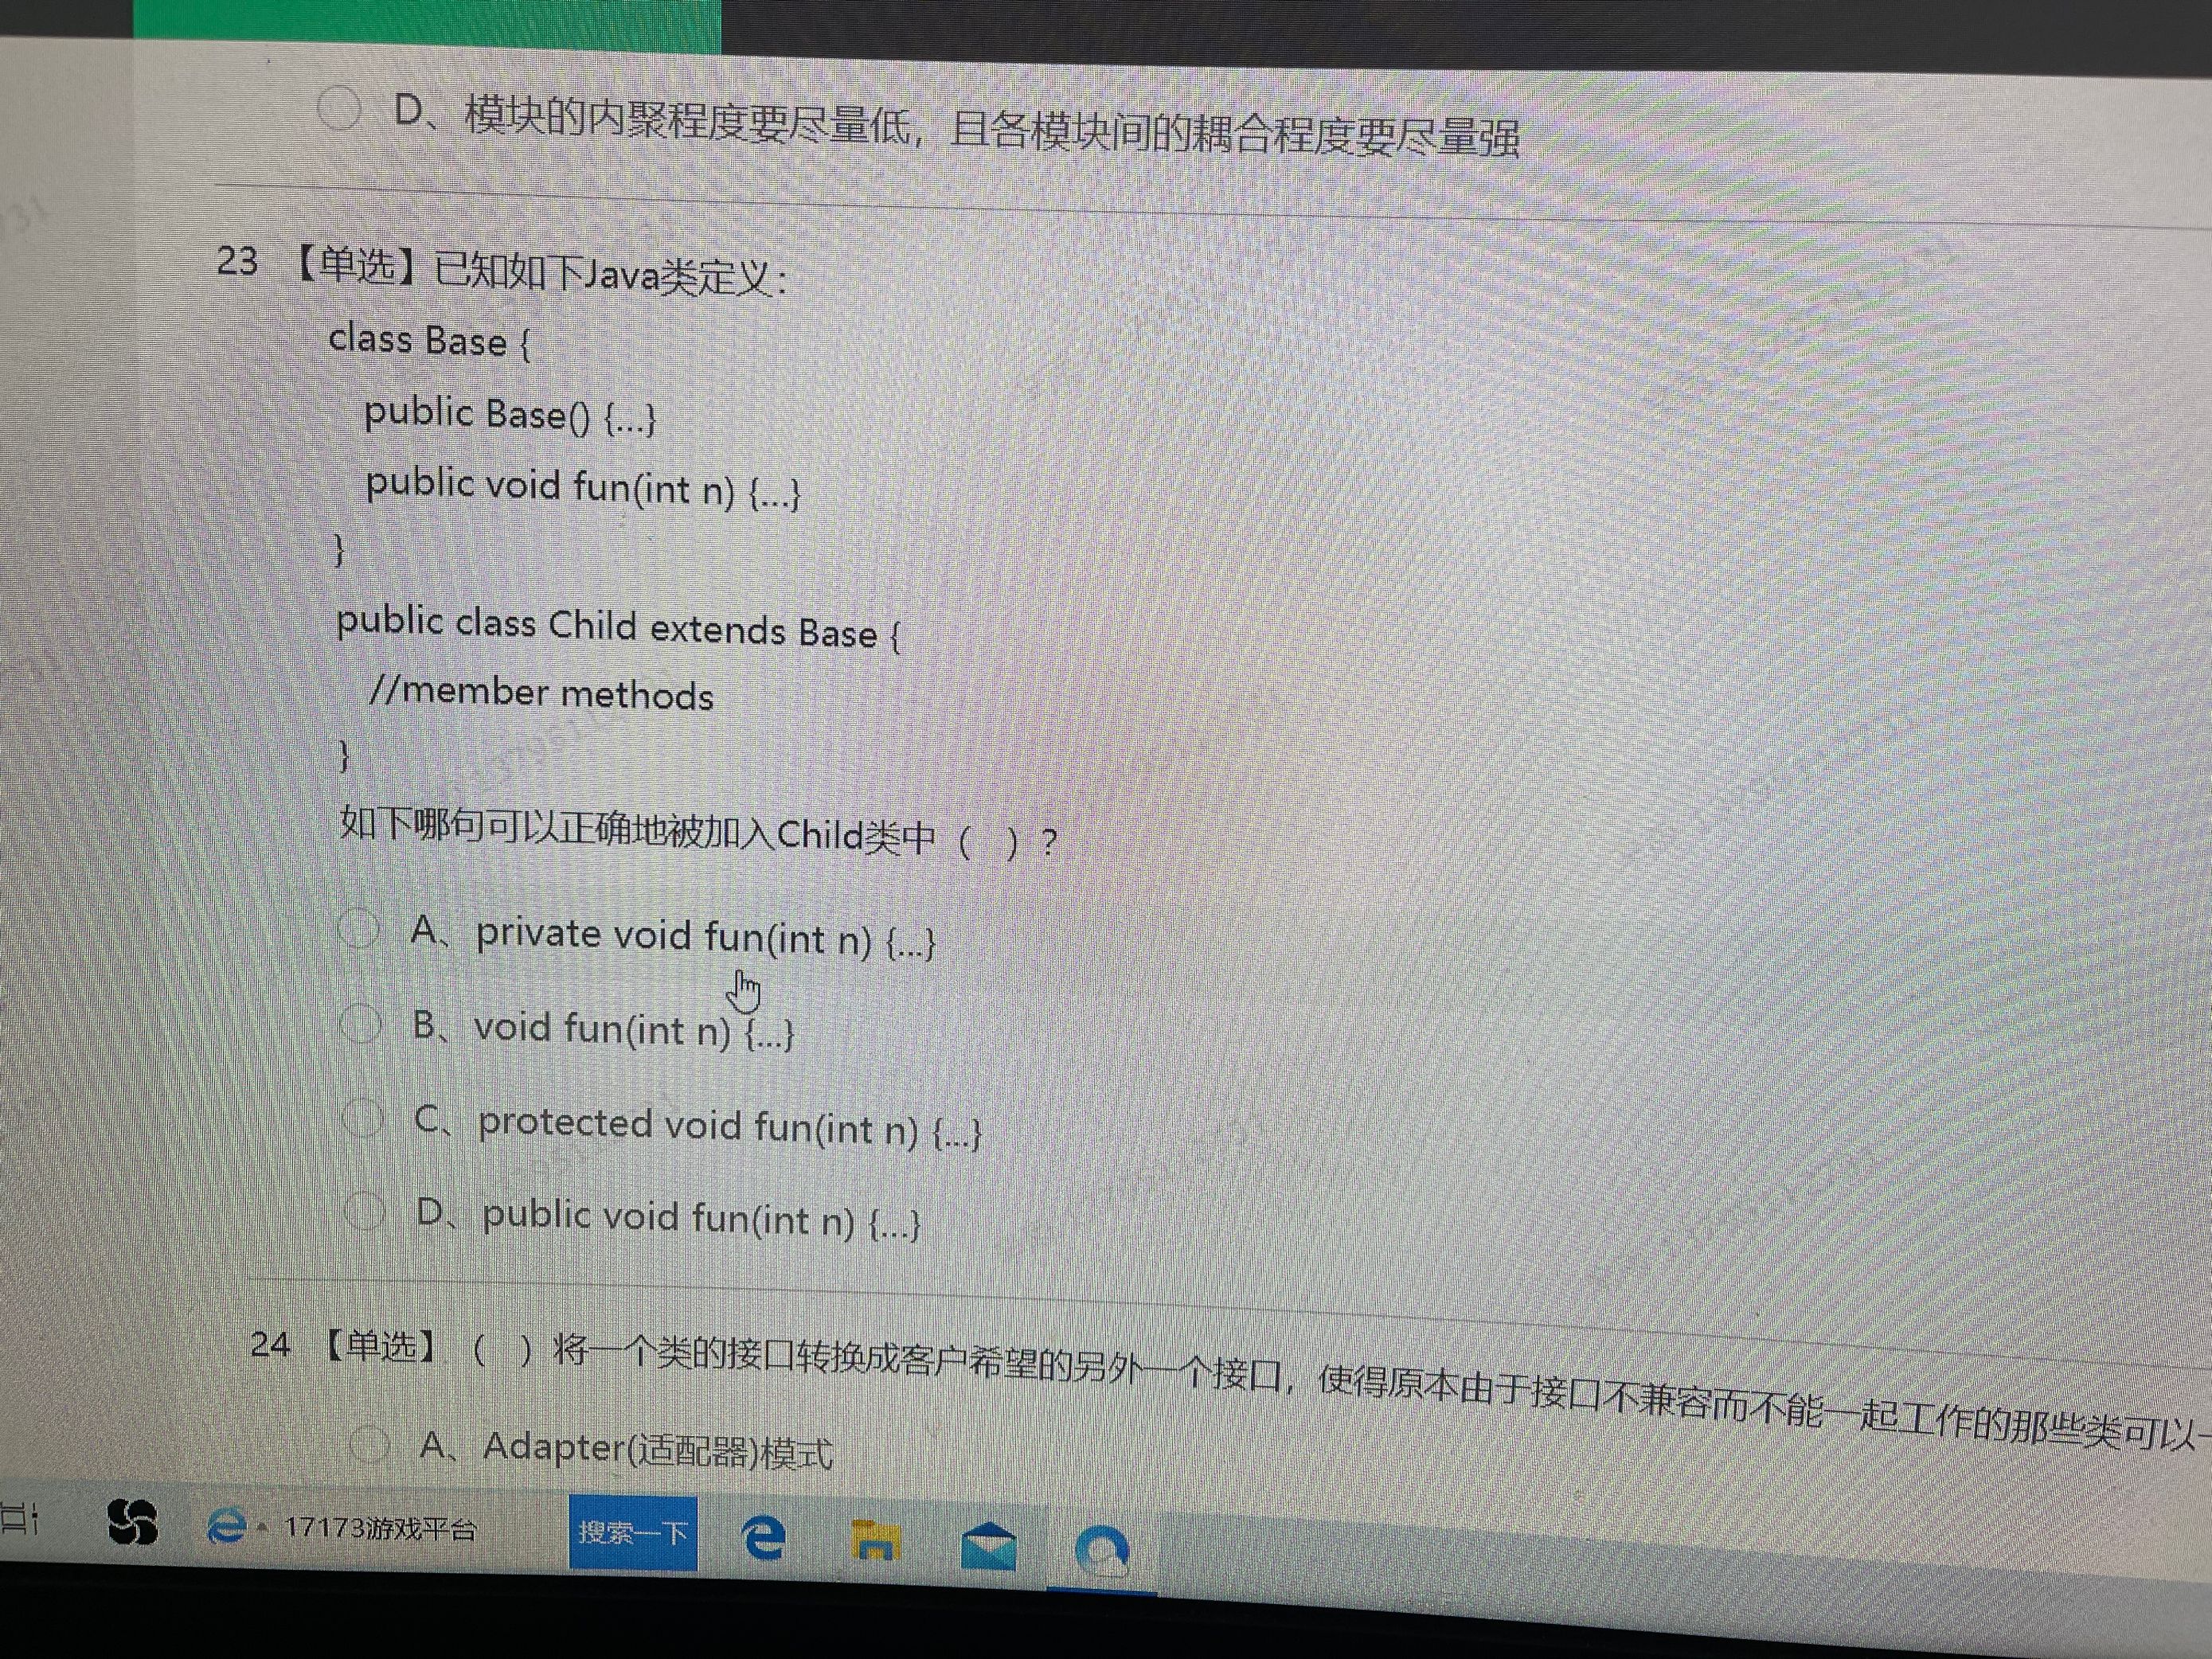 D、模块的内聚程度要尽量低，且各模块间的耦合程度要尽量强
23 【单选】已知如下Java类定义：
class Base {
public Base() {...}
public void fun(int n) {...}
}
public class Child extends Base {
//member methods
}
如下哪句可以正确地被加入Child类中（ ）？
A、private void fun(int n) {...}
B、void fun(int n) {...}
C、protected void fun(int n) {...}
D、public void fun(int n) {...}
24 【单选】（ ）将一个类的接口转换成客户希望的另外一个接口，使得原本由于接口不兼容而不能一起工作的那些类可以一
A、Adapter(适配器)模式
17173游戏平台
搜索一下